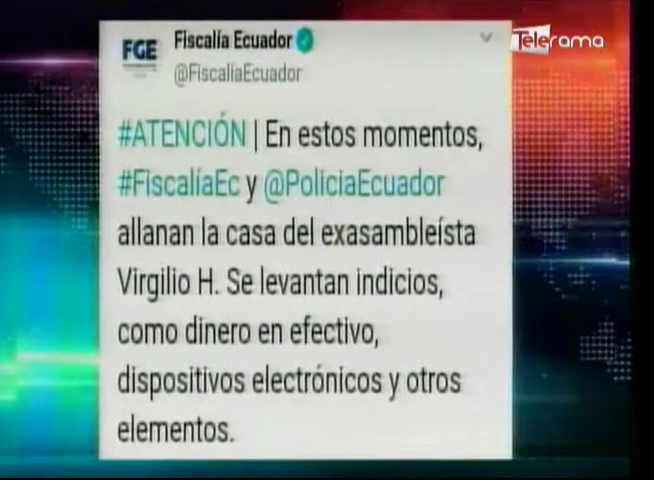 FGE
Fiscalía Ecuador
@FiscaliaEcuador
Telerama
#ATENCIÓN | En estos momentos,
#FiscalíaEc y @PoliciaEcuador
allanan la casa del exasambleísta
Virgilio H. Se levantan indicios,
como dinero en efectivo,
dispositivos electrónicos y otros
elementos.